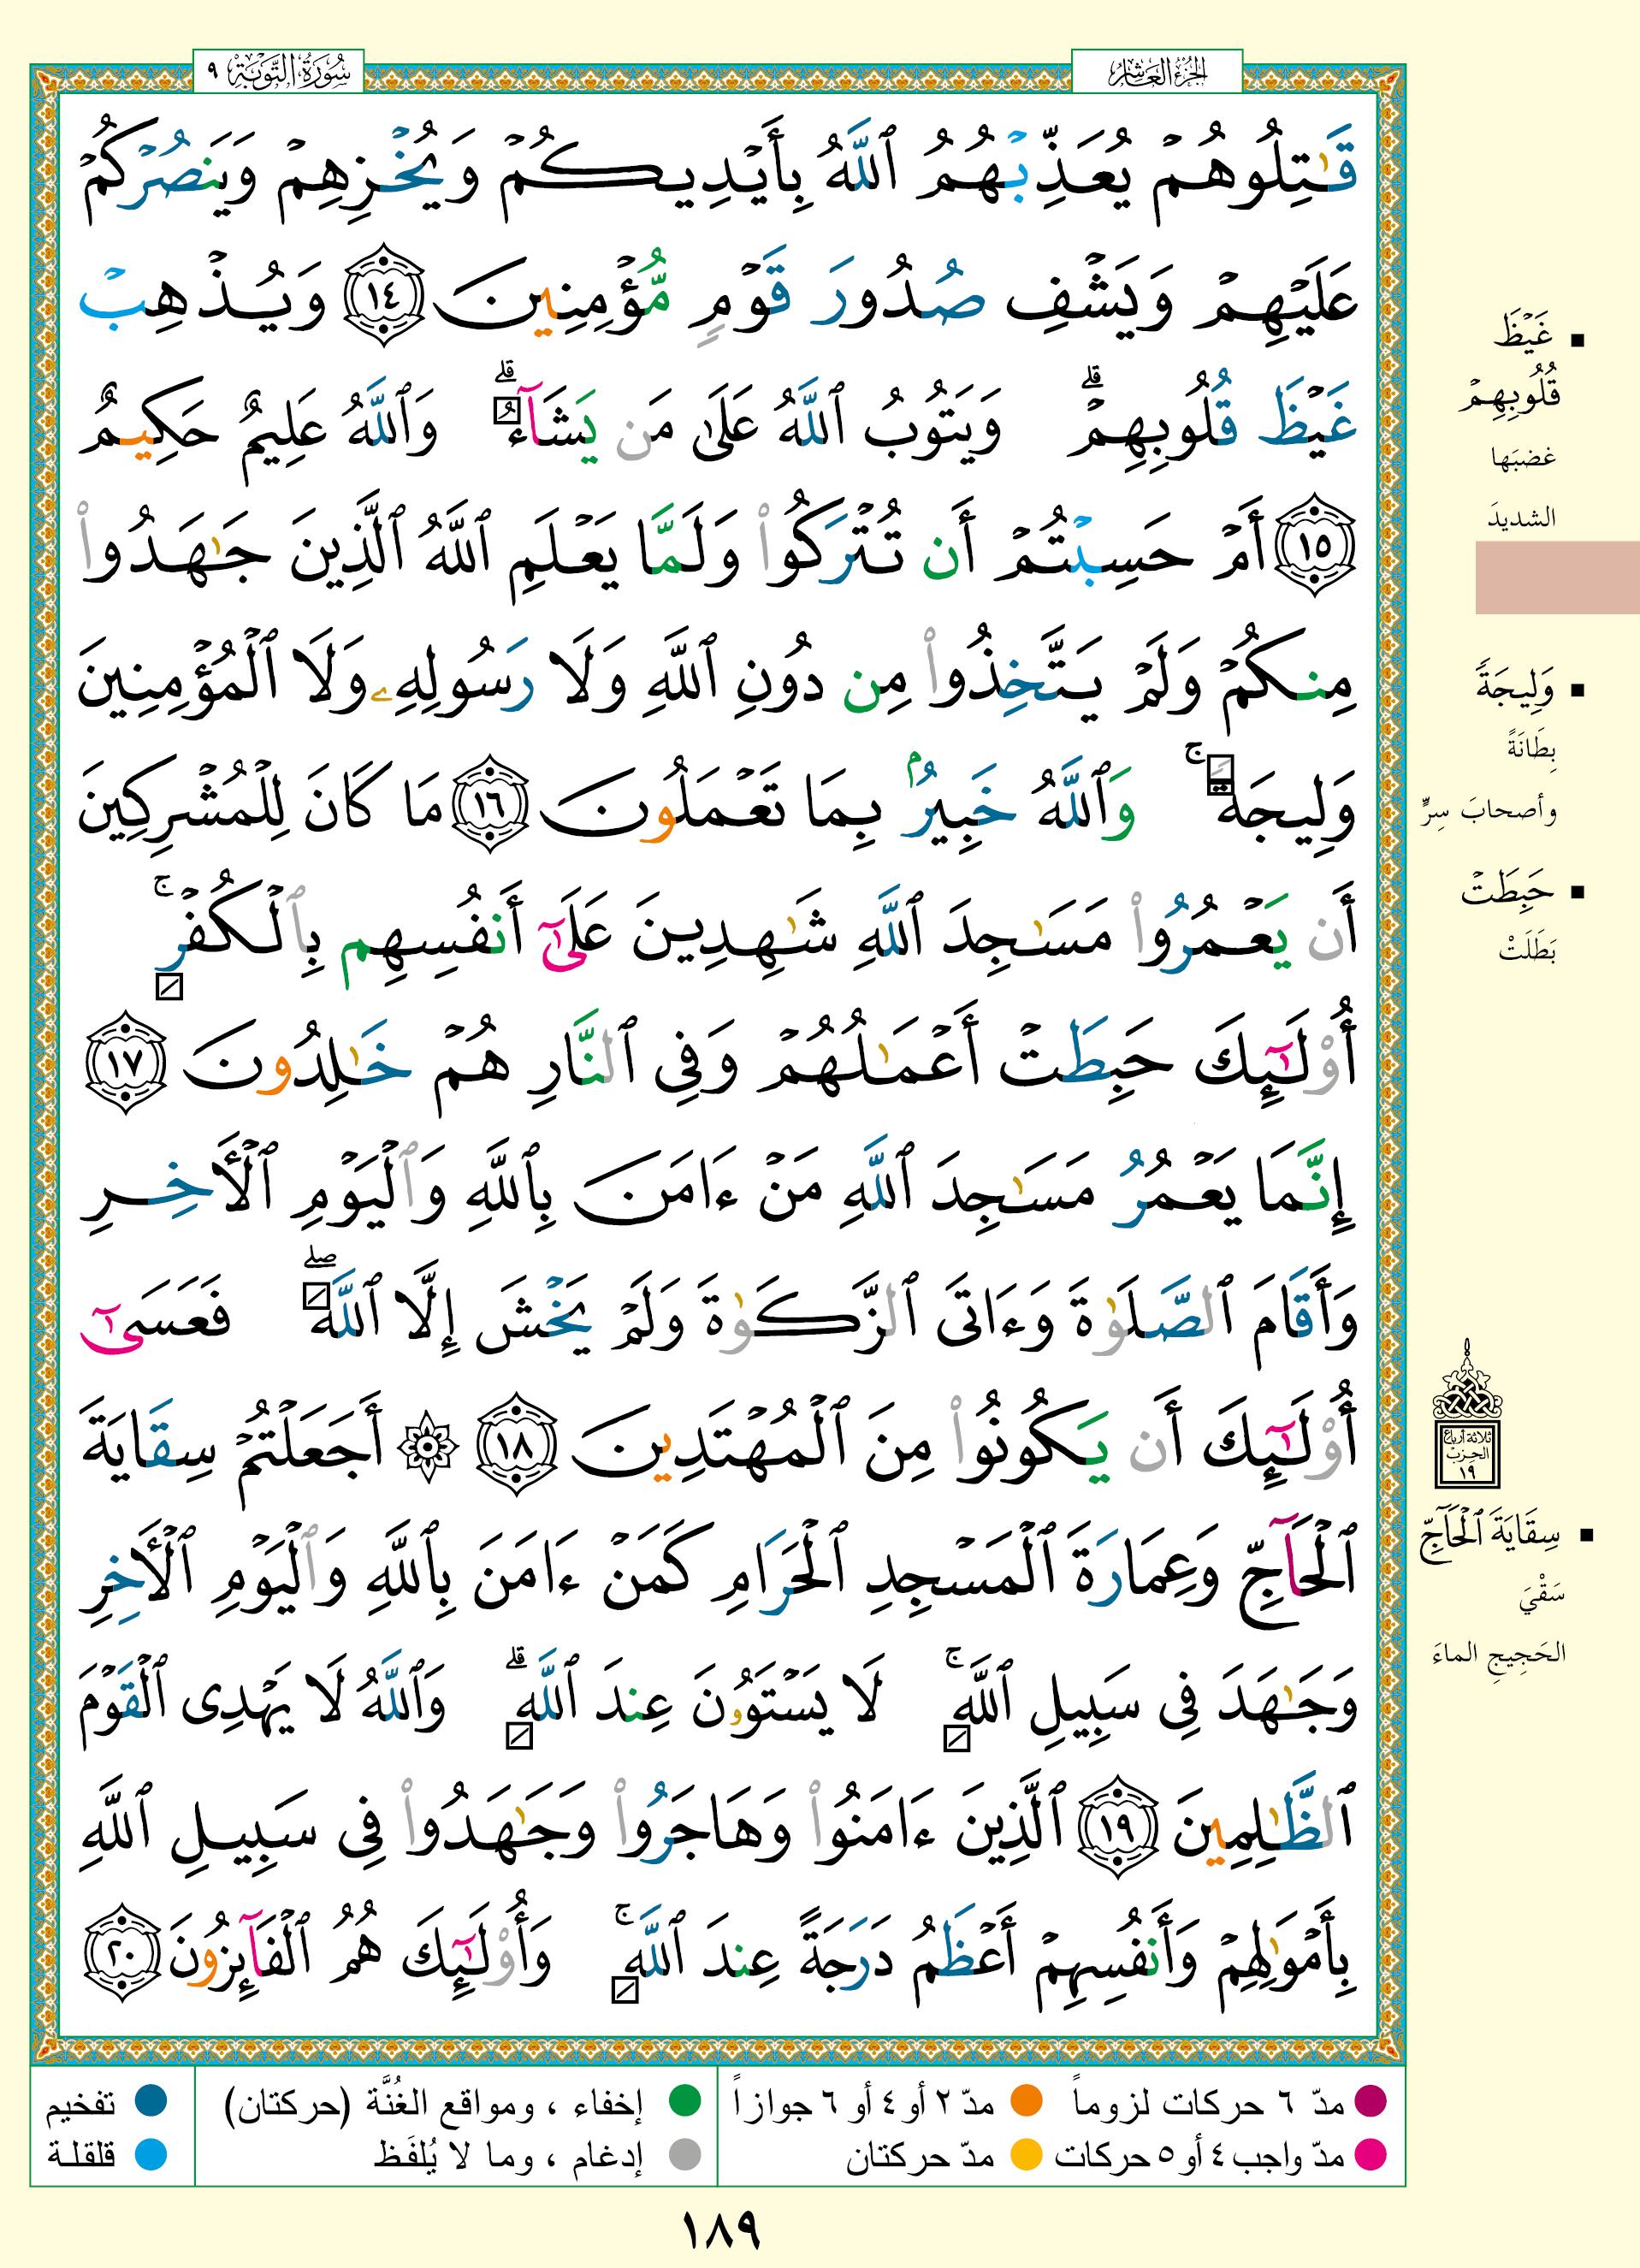 الجزء العاشر
سُورَةُ التَّوۡبَةِ ٩
قَٰتِلُوهُمۡ يُعَذِّبۡهُمُ ٱللَّهُ بِأَيۡدِيكُمۡ وَيُخۡزِهِمۡ وَيَنصُرۡكُمۡ
عَلَيۡهِمۡ وَيَشۡفِ صُدُورَ قَوۡمٖ مُّؤۡمِنِينَ ١٤ وَيُذۡهِبۡ
غَيۡظَ قُلُوبِهِمۡۗ وَيَتُوبُ ٱللَّهُ عَلَىٰ مَن يَشَآءُۗ وَٱللَّهُ عَلِيمٌ حَكِيمٌ
١٥ أَمۡ حَسِبۡتُمۡ أَن تُتۡرَكُواْ وَلَمَّا يَعۡلَمِ ٱللَّهُ ٱلَّذِينَ جَٰهَدُواْ
مِنكُمۡ وَلَمۡ يَتَّخِذُواْ مِن دُونِ ٱللَّهِ وَلَا رَسُولِهِۦ وَلَا ٱلۡمُؤۡمِنِينَ
وَلِيجَةٗۚ وَٱللَّهُ خَبِيرُۢ بِمَا تَعۡمَلُونَ ١٦ مَا كَانَ لِلۡمُشۡرِكِينَ
أَن يَعۡمُرُواْ مَسَٰجِدَ ٱللَّهِ شَٰهِدِينَ عَلَىٰٓ أَنفُسِهِم بِٱلۡكُفۡرِۚ
أُوْلَٰٓئِكَ حَبِطَتۡ أَعۡمَٰلُهُمۡ وَفِي ٱلنَّارِ هُمۡ خَٰلِدُونَ ١٧
إِنَّمَا يَعۡمُرُ مَسَٰجِدَ ٱللَّهِ مَنۡ ءَامَنَ بِٱللَّهِ وَٱلۡيَوۡمِ ٱلۡأٓخِرِ
وَأَقَامَ ٱلصَّلَوٰةَ وَءَاتَى ٱلزَّكَوٰةَ وَلَمۡ يَخۡشَ إِلَّا ٱللَّهَۖ فَعَسَىٰٓ
أُوْلَٰٓئِكَ أَن يَكُونُواْ مِنَ ٱلۡمُهۡتَدِينَ ١٨ ۞ أَجَعَلۡتُمۡ سِقَايَةَ
ٱلۡحَآجِّ وَعِمَارَةَ ٱلۡمَسۡجِدِ ٱلۡحَرَامِ كَمَنۡ ءَامَنَ بِٱللَّهِ وَٱلۡيَوۡمِ ٱلۡأٓخِرِ
وَجَٰهَدَ فِي سَبِيلِ ٱللَّهِۚ لَا يَسۡتَوُۥنَ عِندَ ٱللَّهِۗ وَٱللَّهُ لَا يَهۡدِي ٱلۡقَوۡمَ
ٱلظَّٰلِمِينَ ١٩ ٱلَّذِينَ ءَامَنُواْ وَهَاجَرُواْ وَجَٰهَدُواْ فِي سَبِيلِ ٱللَّهِ
بِأَمۡوَٰلِهِمۡ وَأَنفُسِهِمۡ أَعۡظَمُ دَرَجَةً عِندَ ٱللَّهِۚ وَأُوْلَٰٓئِكَ هُمُ ٱلۡفَآئِزُونَ ٢٠
غَيۡظَ
قُلُوبِهِمۡ
غضبَها
الشديدَ
وَلِيجَةً
بِطَانَةً
وأصحابَ سِرٍّ
حَبِطَتۡ
بَطَلَتْ
ثلاثة أرباع
الحزب
١٩
سِقَايَةَ ٱلۡحَآجِّ
سَقْيَ
الحَجِيجِ الماءَ
مدّ ٦ حركات لزوماً
مدّ ٢ أو ٤ أو ٦ جوازاً
إخفاء ، ومواقع الغُنَّة (حركتان)
تفخيم
مدّ واجب ٤ أو ٥ حركات
مدّ حركتان
إدغام ، وما لا يُلفَظ
قلقلة
١٨٩